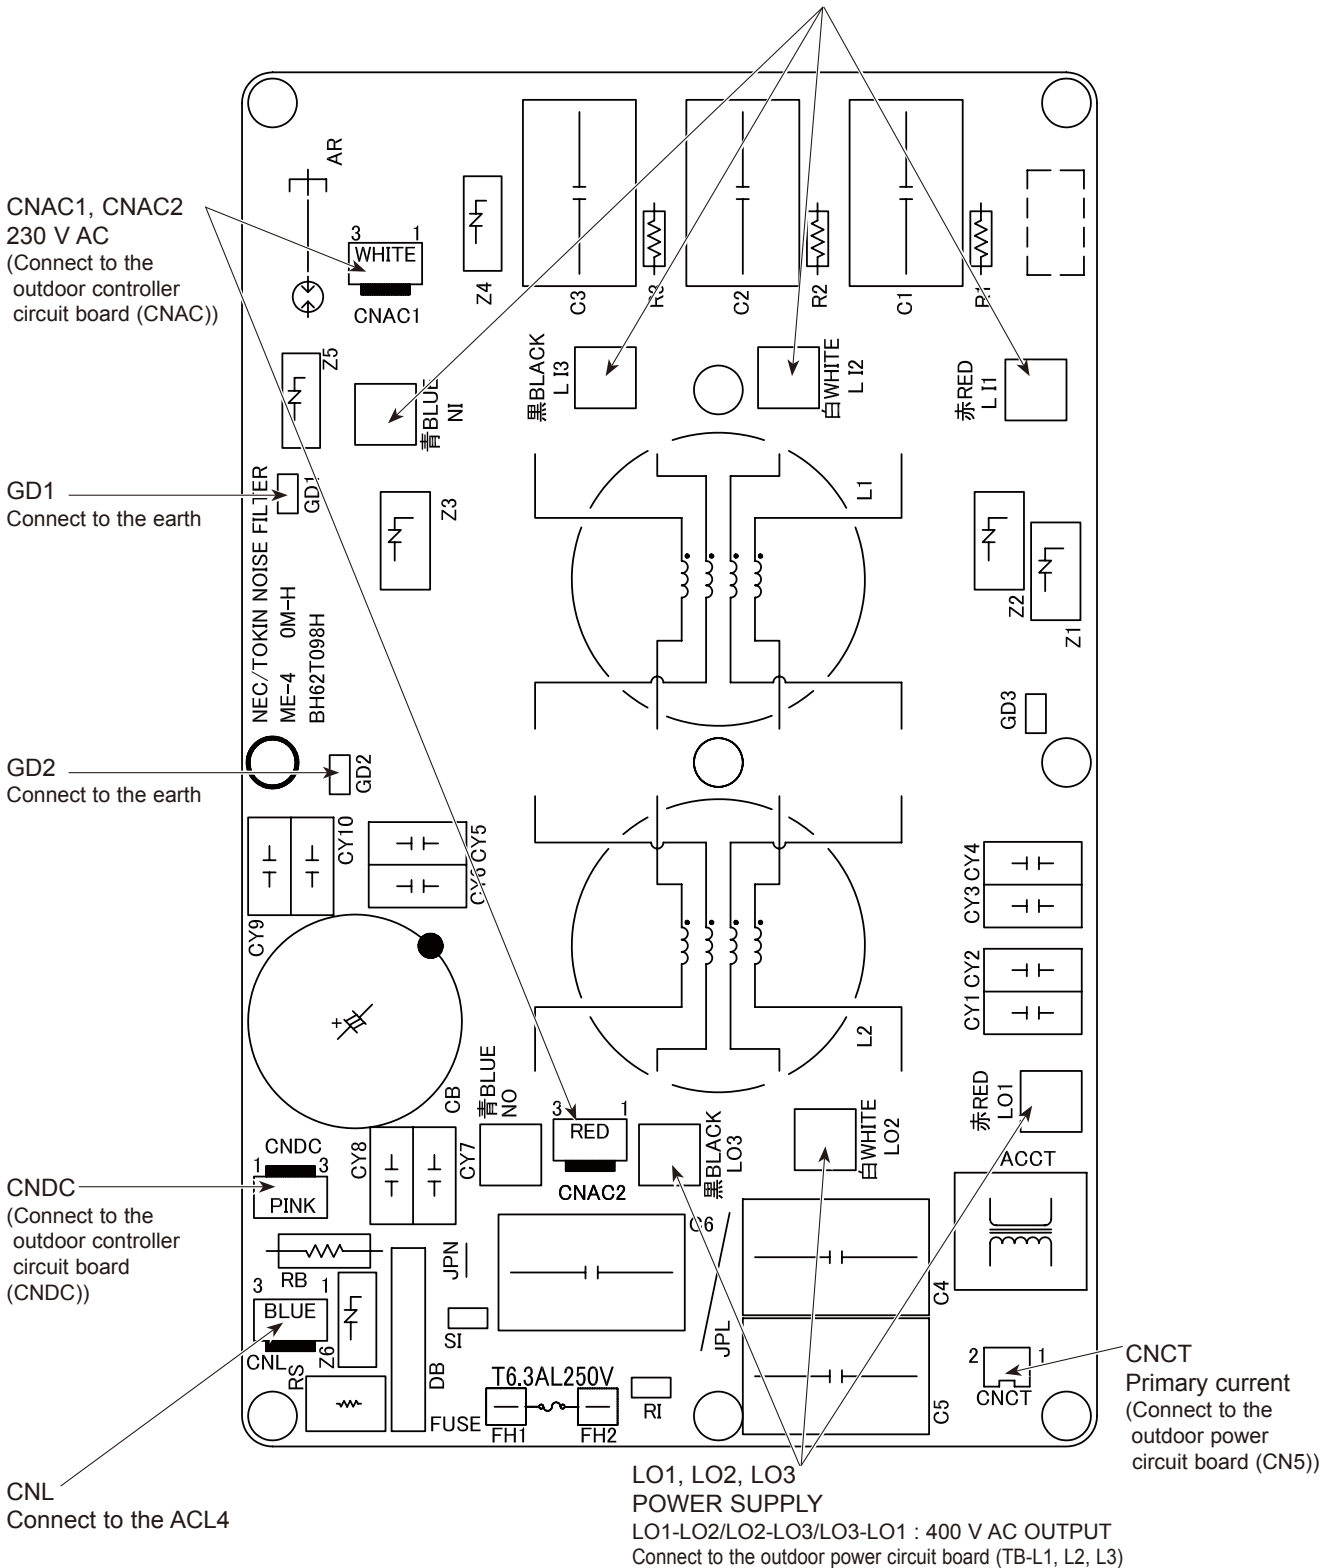 AR
CNAC1, CNAC2
230 V AC
(Connect to the
outdoor controller
circuit board (CNAC))
3 1
WHITE
CNAC1
Z4
C3
R3
C2
R2
C1
R1
Z5
青BLUE
NI
黒BLACK
L I3
白WHITE
L I2
赤RED
L I1
GD1
Connect to the earth
GD1
NEC/TOKIN NOISE FILTER
ME-4 0M-H
BH62T098H
Z3
L1
Z2
Z1
GD3
GD2
Connect to the earth
GD2
CY10
CY9
CY5
CY6
CY4
CY3
CY2
CY1
L2
CB
青BLUE
NO
3 1
RED
CNAC2
黒BLACK
LO3
白WHITE
LO2
赤RED
LO1
ACCT
CNDC
1 3
PINK
CY8
CY7
CNDC
(Connect to the
outdoor controller
circuit board
(CNDC))
RB
3 1
BLUE
CNL
RS
Z6
DB
JPN
SI
C6
JPL
C4
C5
T6.3AL250V
FUSE
FH1
FH2
RI
2 1
CNCT
CNCT
Primary current
(Connect to the
outdoor power
circuit board (CN5))
CNL
Connect to the ACL4
LO1, LO2, LO3
POWER SUPPLY
LO1-LO2/LO2-LO3/LO3-LO1 : 400 V AC OUTPUT
Connect to the outdoor power circuit board (TB-L1, L2, L3)